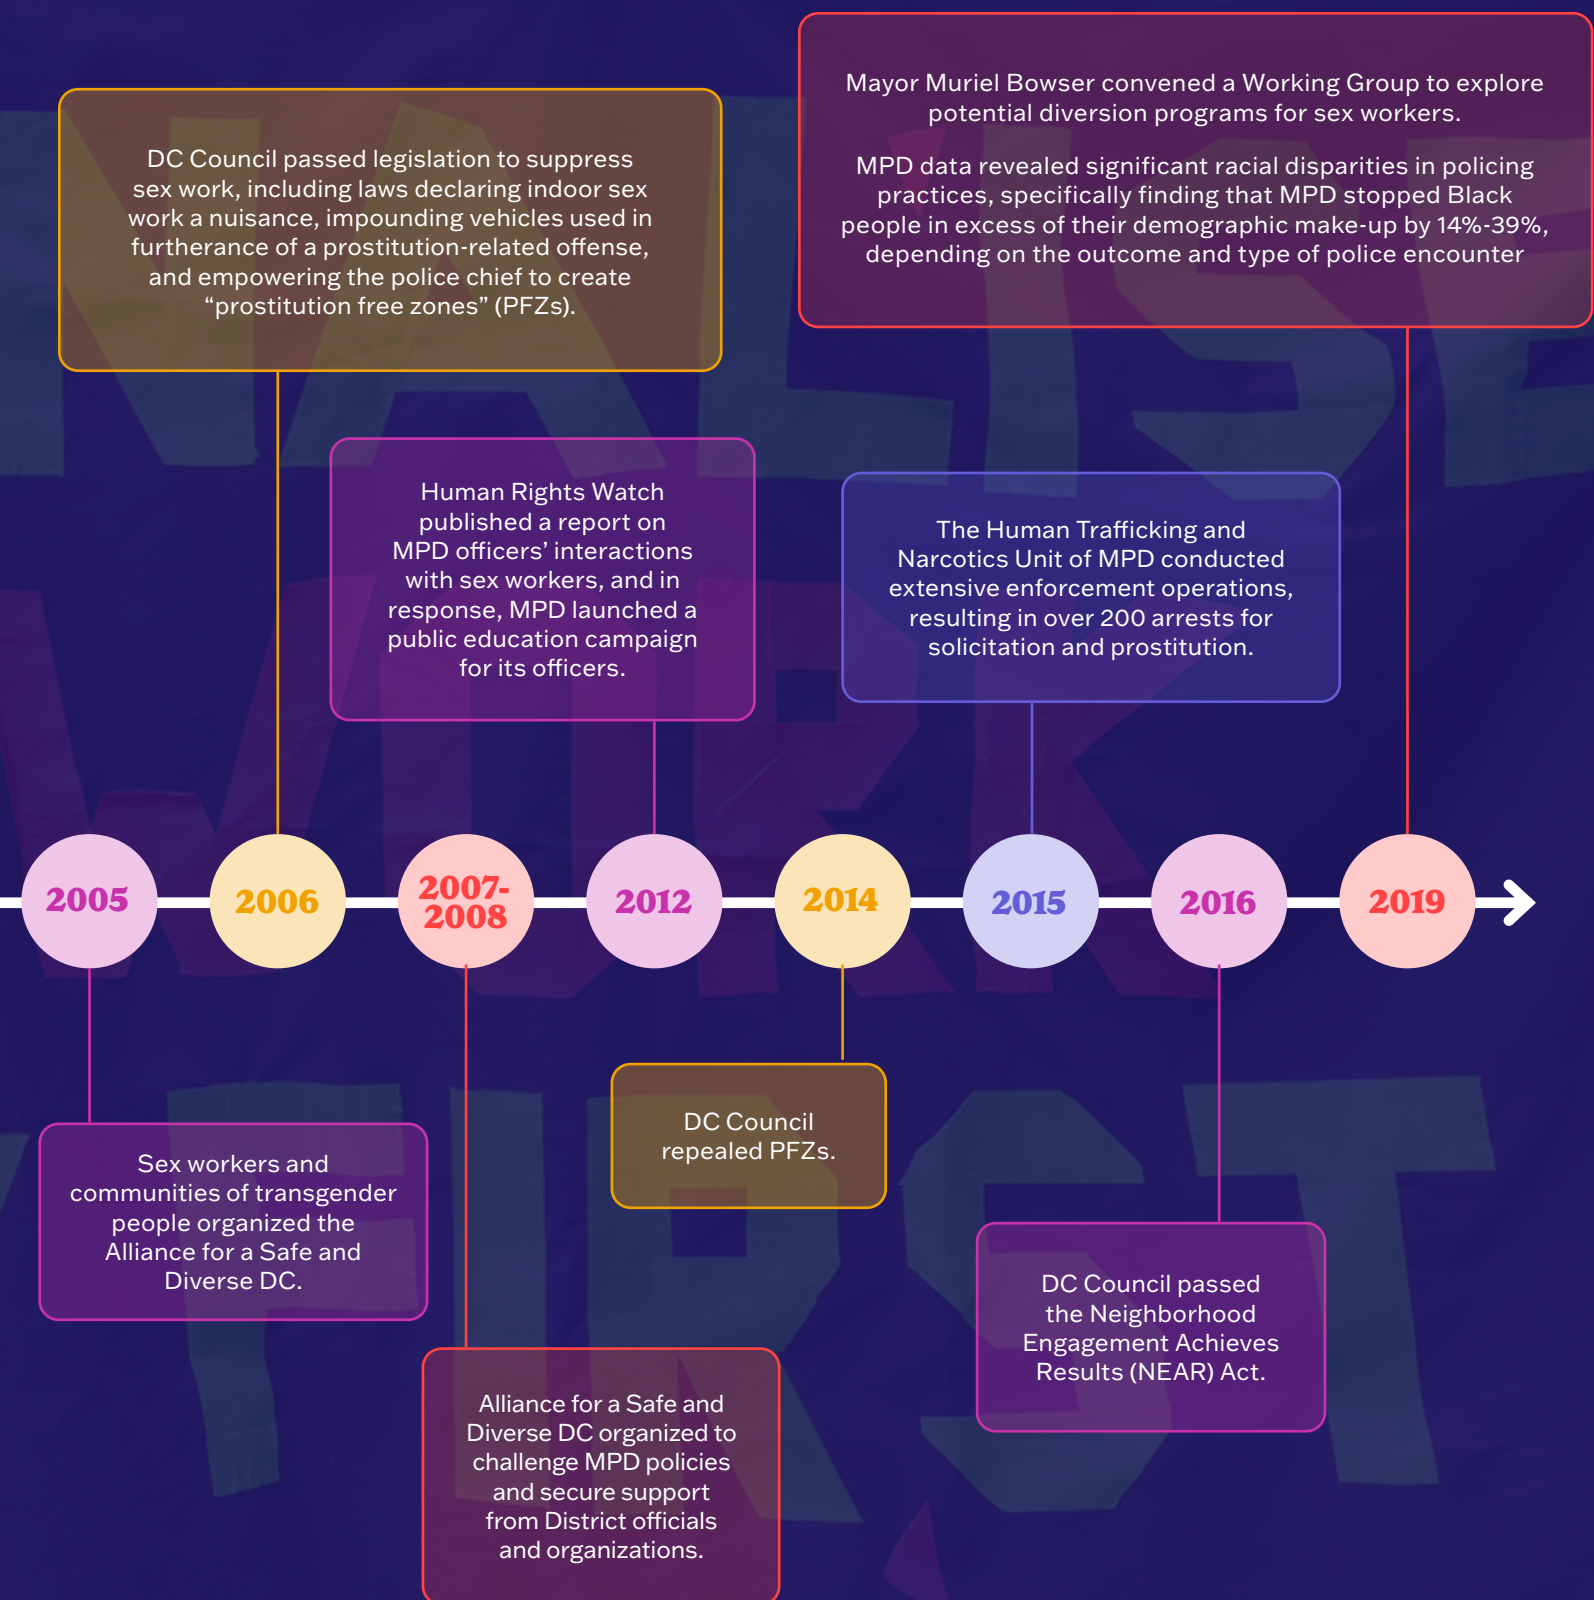 Mayor Muriel Bowser convened a Working Group to explore
potential diversion programs for sex workers.
MPD data revealed significant racial disparities in policing
practices, specifically finding that MPD stopped Black
people in excess of their demographic make-up by 14%-39%,
depending on the outcome and type of police encounter
DC Council passed legislation to suppress
sex work, including laws declaring indoor sex
work a nuisance, impounding vehicles used in
furtherance of a prostitution-related offense,
and empowering the police chief to create
“prostitution free zones” (PFZs).
Human Rights Watch
published a report on
MPD officers’ interactions
with sex workers, and in
response, MPD launched a
public education campaign
for its officers.
The Human Trafficking and
Narcotics Unit of MPD conducted
extensive enforcement operations,
resulting in over 200 arrests for
solicitation and prostitution.
2005
2006
2007-
2008
2012
2014
2015
2016
2019
DC Council
repealed PFZs.
Sex workers and
communities of transgender
people organized the
Alliance for a Safe and
Diverse DC.
DC Council passed
the Neighborhood
Engagement Achieves
Results (NEAR) Act.
Alliance for a Safe and
Diverse DC organized to
challenge MPD policies
and secure support
from District officials
and organizations.
NALISE
WORK
FIRST